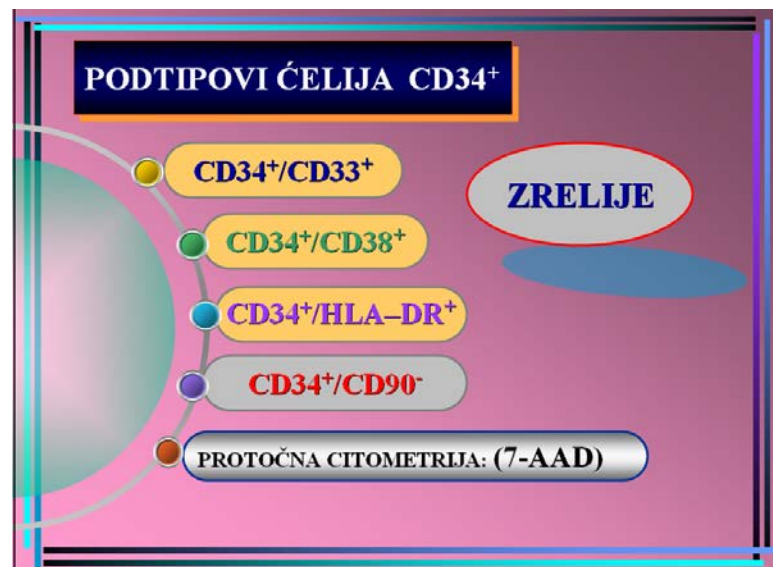 PODTIPOVI ĆELIJA CD34⁺
CD34⁺/CD33⁺
ZRELIJE
CD34⁺/CD38⁺
CD34⁺/HLA–DR⁺
CD34⁺/CD90⁻
PROTOČNA CITOMETRIJA: (7-AAD)